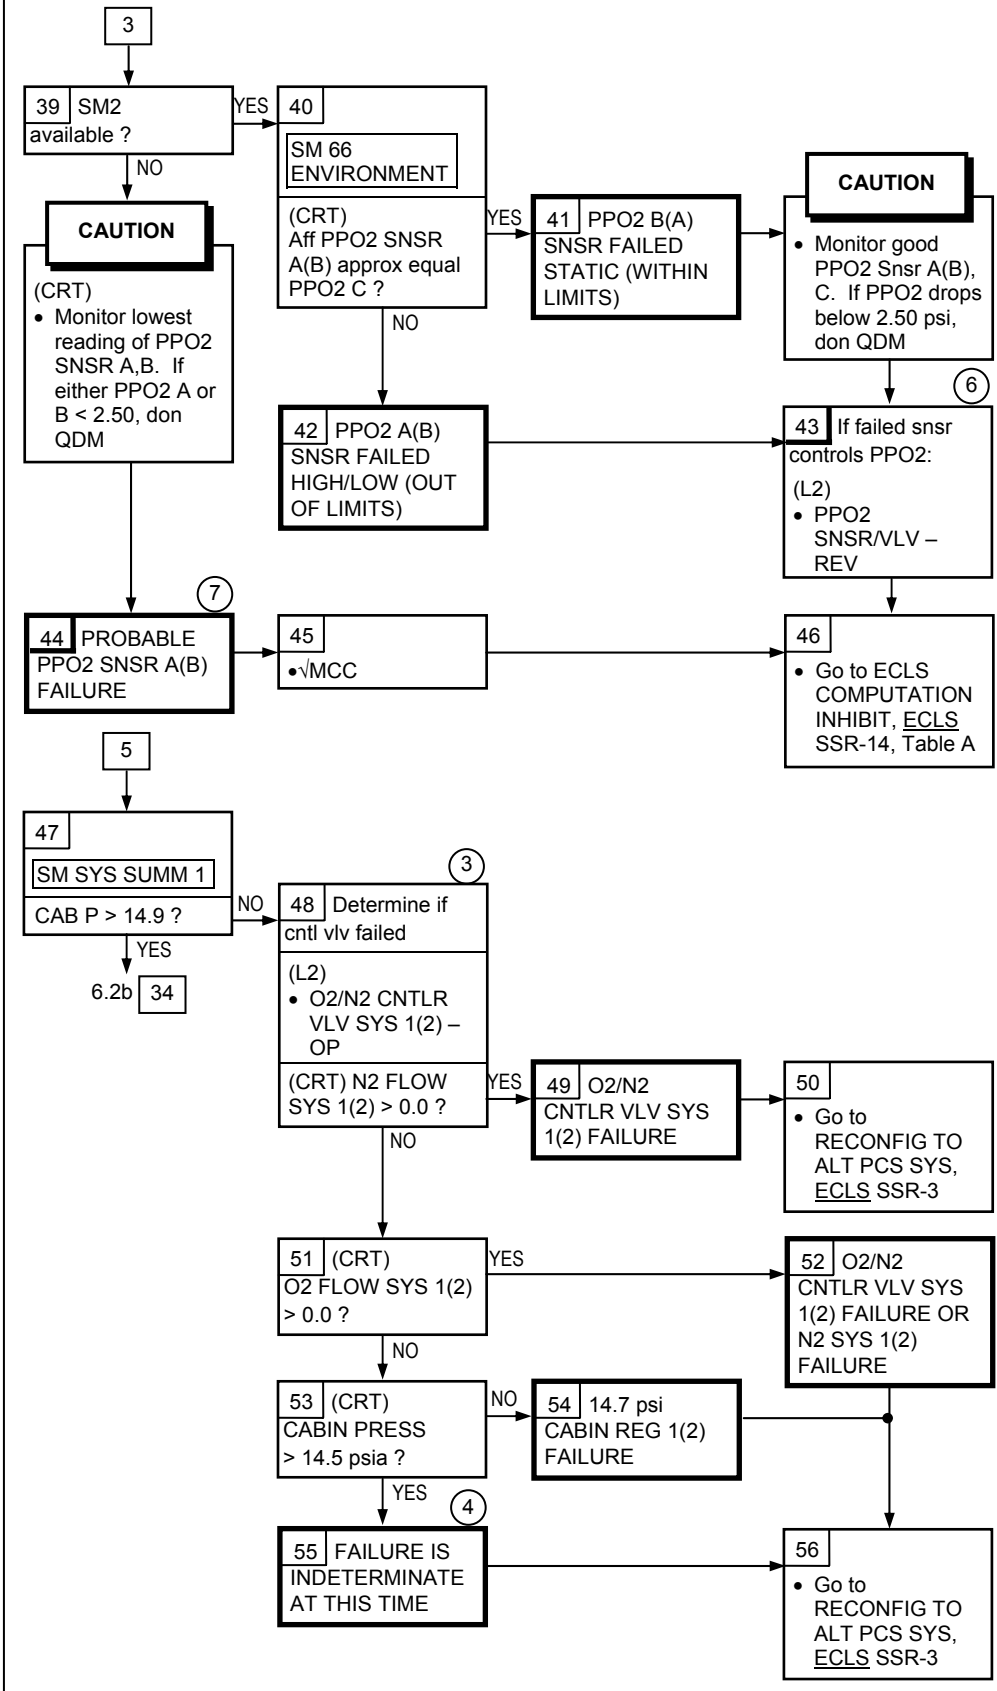 3
39 SM2
available ?
YES
NO
40
SM 66
ENVIRONMENT
(CRT)
Aff PPO2 SNSR
A(B) approx equal
PPO2 C ?
YES
NO
41 PPO2 B(A)
SNSR FAILED
STATIC (WITHIN
LIMITS)
CAUTION
• Monitor good
PPO2 Snsr A(B),
C. If PPO2 drops
below 2.50 psi,
don QDM
CAUTION
(CRT)
• Monitor lowest
reading of PPO2
SNSR A,B. If
either PPO2 A or
B < 2.50, don
QDM
42 PPO2 A(B)
SNSR FAILED
HIGH/LOW (OUT
OF LIMITS)
6
43 If failed snsr
controls PPO2:
(L2)
• PPO2
SNSR/VLV –
REV
7
44 PROBABLE
PPO2 SNSR A(B)
FAILURE
45
•√MCC
46
• Go to ECLS
COMPUTATION
INHIBIT, ECLS
SSR-14, Table A
5
47
SM SYS SUMM 1
CAB P > 14.9 ?
NO
YES
6.2b 34
3
48 Determine if
cntl vlv failed
(L2)
• O2/N2 CNTLR
VLV SYS 1(2) –
OP
(CRT) N2 FLOW
SYS 1(2) > 0.0 ?
YES
NO
49 O2/N2
CNTLR VLV SYS
1(2) FAILURE
50
• Go to
RECONFIG TO
ALT PCS SYS,
ECLS SSR-3
51 (CRT)
O2 FLOW SYS 1(2)
> 0.0 ?
YES
NO
52 O2/N2
CNTLR VLV SYS
1(2) FAILURE OR
N2 SYS 1(2)
FAILURE
53 (CRT)
CABIN PRESS
> 14.5 psia ?
NO
YES
54 14.7 psi
CABIN REG 1(2)
FAILURE
4
55 FAILURE IS
INDETERMINATE
AT THIS TIME
56
• Go to
RECONFIG TO
ALT PCS SYS,
ECLS SSR-3